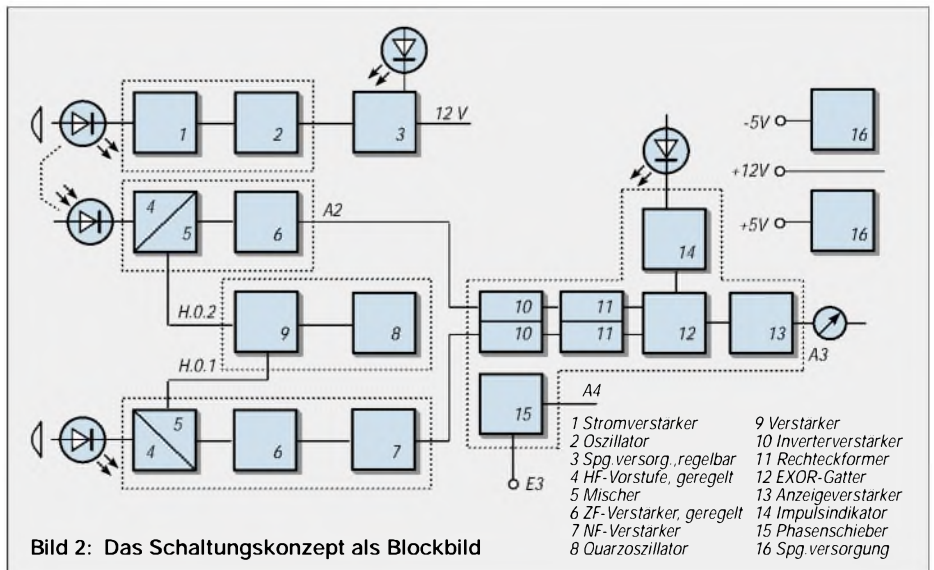 12 V
1
2
3
-5V
16
+12V
+5V
16
4
5
6
A2
14
H.0.2
9
8
10
11
10
11
12
13
A3
H.0.1
5
4
6
7
15
A4
E3
1 Stromverstarker
2 Oszillator
3 Spg.versorg.,regelbar
4 HF-Vorstufe, geregelt
5 Mischer
6 ZF-Verstarker, geregelt
7 NF-Verstarker
8 Quarzoszillator
9 Verstarker
10 Inverterverstarker
11 Rechteckformer
12 EXOR-Gatter
13 Anzeigeverstarker
14 Impulsindikator
15 Phasenschieber
16 Spg.versorgung
Bild 2: Das Schaltungskonzept als Blockbild